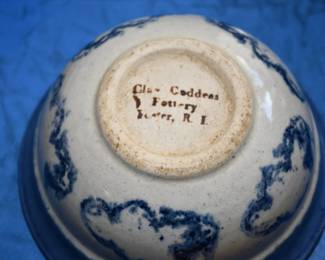 Clay Goddess
Pottery
Foster, R. I.